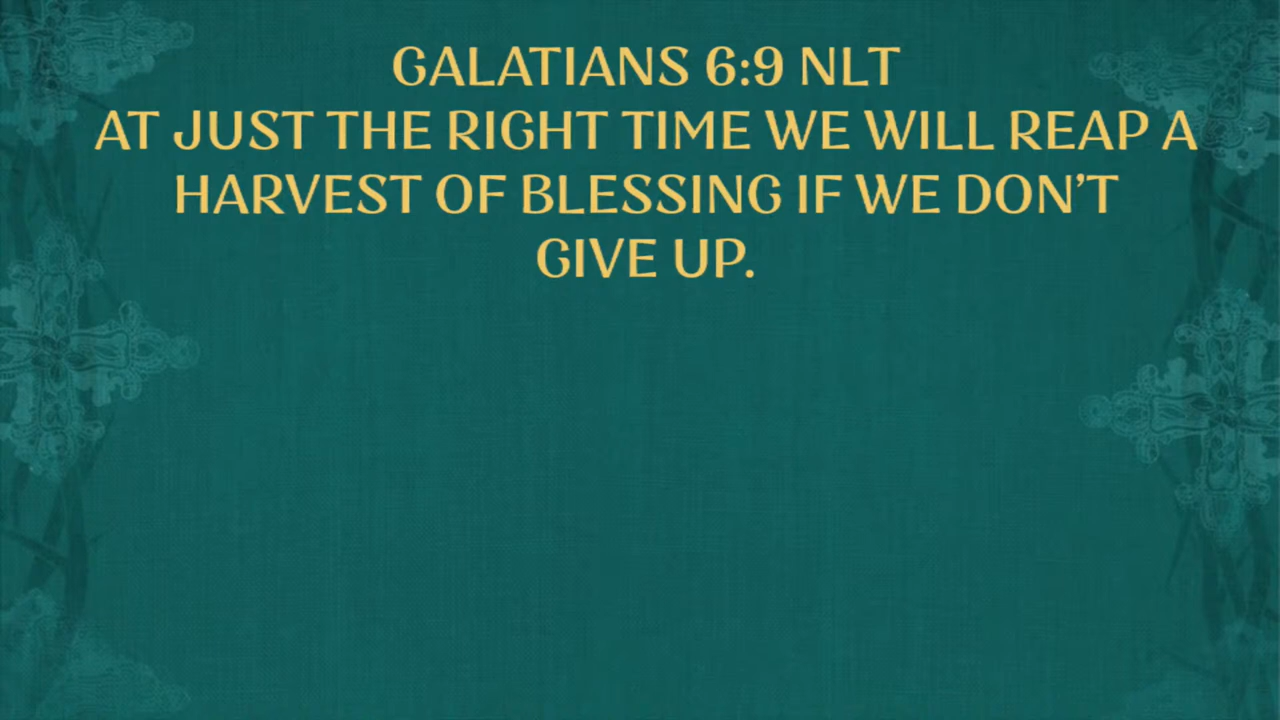 GALATIANS 6:9 NLT
AT JUST THE RIGHT TIME WE WILL REAP A
HARVEST OF BLESSING IF WE DON’T
GIVE UP.